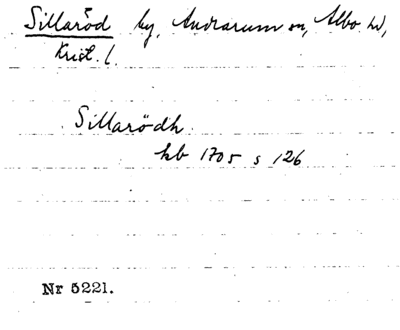 Sillaröd by, Andrarum sn, Albo hd,
Krist. l.
Sillarödh
hb 1705 s 126
Nr 5221.